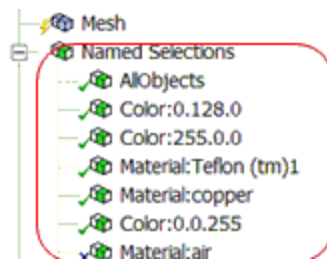 Mesh
Named Selections
AllObjects
Color:0.128.0
Color:255.0.0
Material:Teflon (tm)1
Material:copper
Color:0.0.255
Material:air